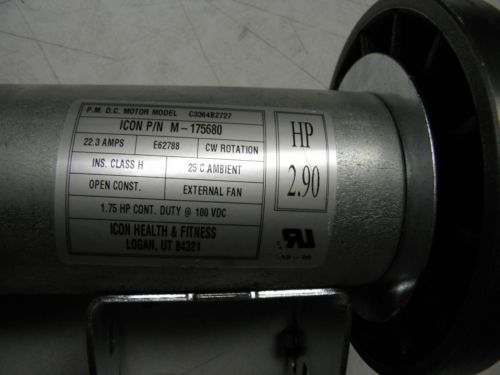 P.M. D.C. MOTOR MODEL C3364B2727
ICON P/N M-175680
22.3 AMPS E62788 CW ROTATION
INS. CLASS H 25 C AMBIENT
OPEN CONST. EXTERNAL FAN
1.75 HP CONT. DUTY @ 100 VDC
ICON HEALTH & FITNESS
LOGAN, UT 84321
HP
2.90